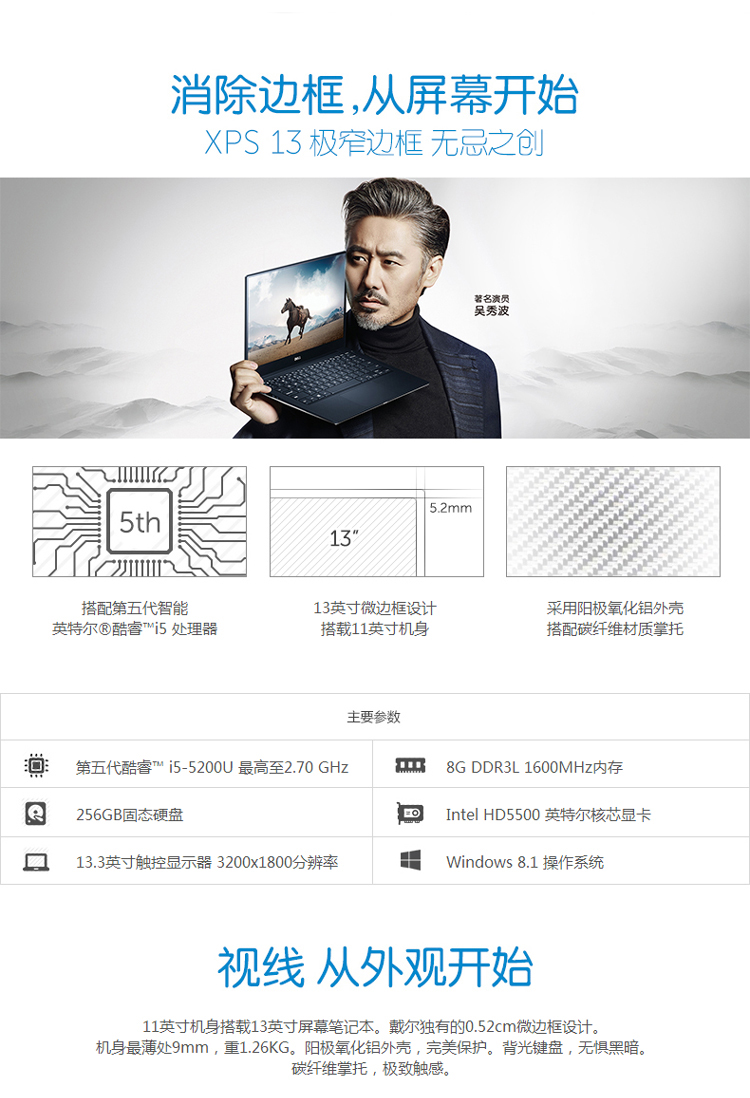 消除边框,从屏幕开始
XPS 13 极窄边框 无忌之创
著名演员
吴秀波
DELL
5th
13"
5.2mm
搭配第五代智能
英特尔®酷睿™i5 处理器
13英寸微边框设计
搭载11英寸机身
采用阳极氧化铝外壳
搭配碳纤维材质掌托
主要参数
第五代酷睿™ i5-5200U 最高至2.70 GHz
8G DDR3L 1600MHz内存
256GB固态硬盘
Intel HD5500 英特尔核芯显卡
13.3英寸触控显示器 3200x1800分辨率
Windows 8.1 操作系统
视线 从外观开始
11英寸机身搭载13英寸屏幕笔记本。戴尔独有的0.52cm微边框设计。
机身最薄处9mm，重1.26KG。阳极氧化铝外壳，完美保护。背光键盘，无惧黑暗。
碳纤维掌托，极致触感。